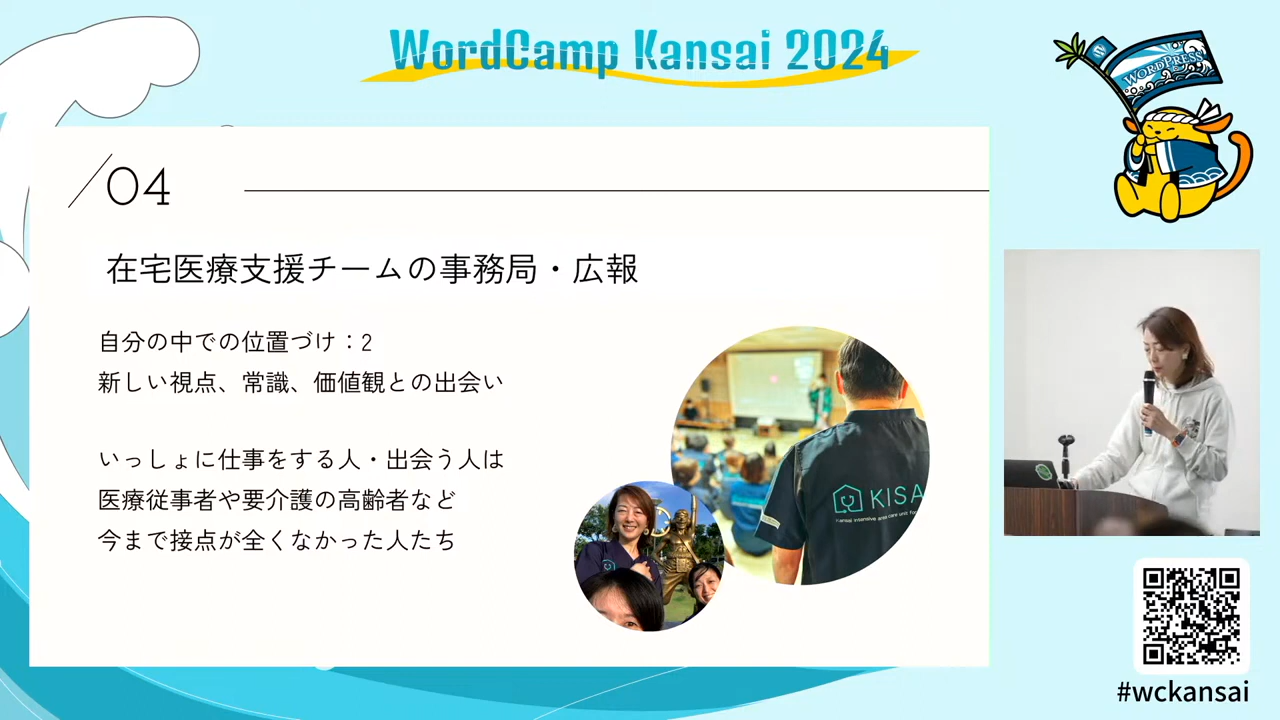 WordCamp Kansai 2024
WORDPRESS
/04
在宅医療支援チームの事務局・広報
自分の中での位置づけ：2
新しい視点、常識、価値観との出会い
いっしょに仕事をする人・出会う人は
医療従事者や要介護の高齢者など
今まで接点が全くなかった人たち
KISA
#wckansai